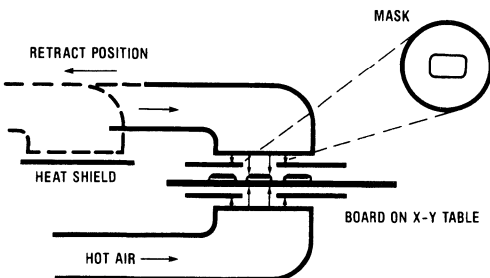 MASK
RETRACT POSITION
HEAT SHIELD
BOARD ON X-Y TABLE
HOT AIR